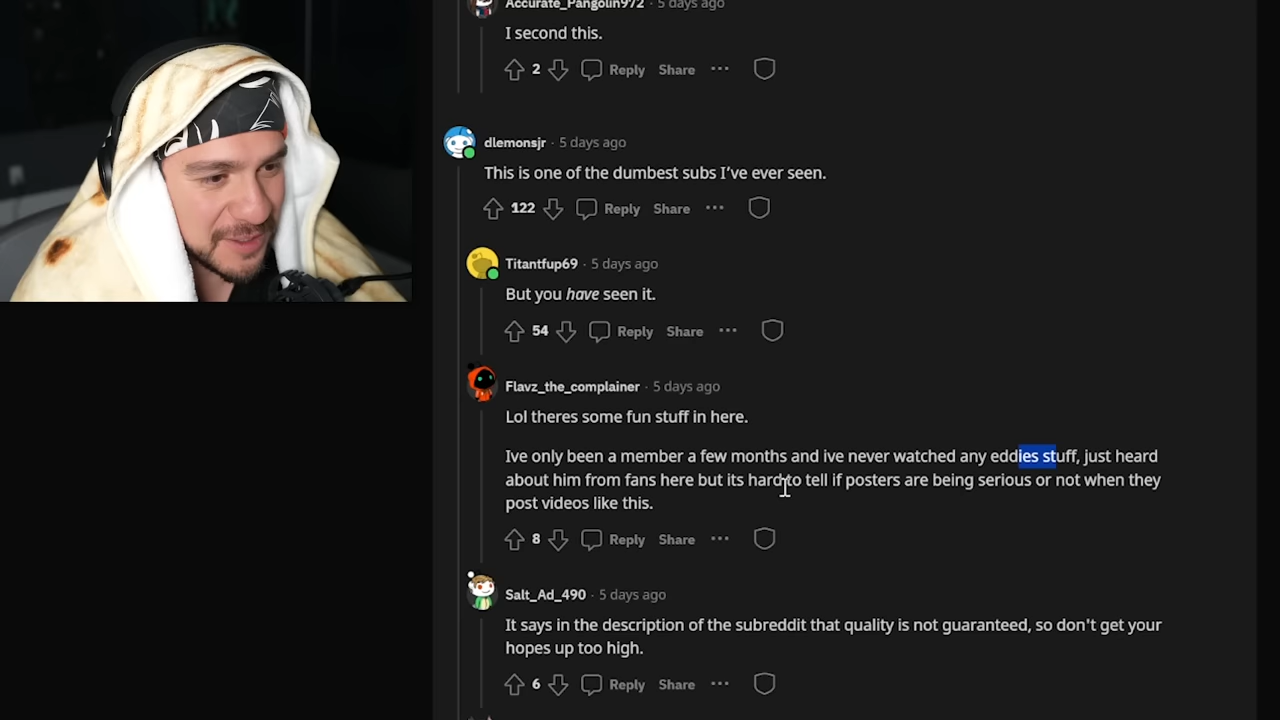 Accurate_Pangolin972 · 5 days ago
I second this.
2 Reply Share ···
dlemonsjr · 5 days ago
This is one of the dumbest subs I’ve ever seen.
122 Reply Share ···
Titantfup69 · 5 days ago
But you have seen it.
54 Reply Share ···
Flavz_the_complainer · 5 days ago
Lol theres some fun stuff in here.
Ive only been a member a few months and ive never watched any eddies stuff, just heard
about him from fans here but its hard to tell if posters are being serious or not when they
post videos like this.
8 Reply Share ···
Salt_Ad_490 · 5 days ago
It says in the description of the subreddit that quality is not guaranteed, so don't get your
hopes up too high.
6 Reply Share ···